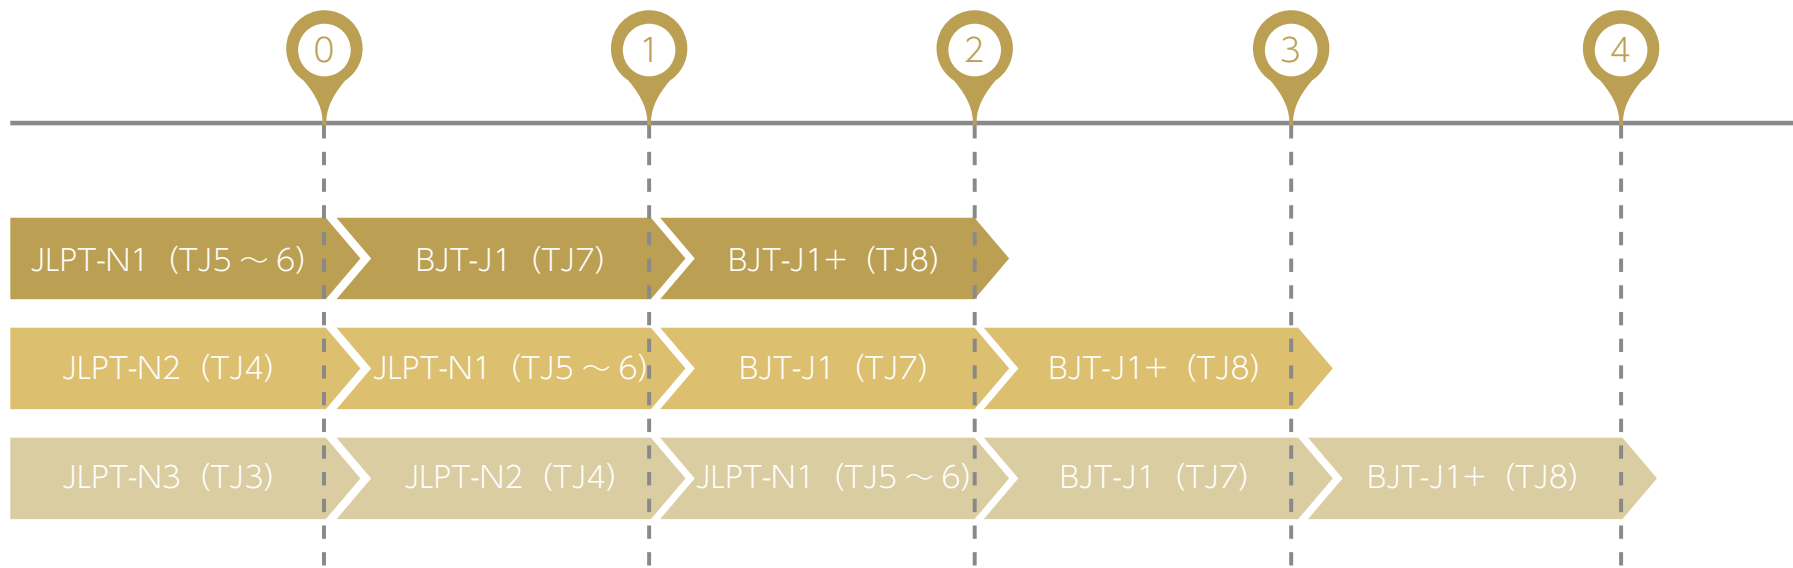 0 1 2 3 4
JLPT-N1（TJ5～6） BJT-J1（TJ7） BJT-J1+（TJ8）
JLPT-N2（TJ4） JLPT-N1（TJ5～6） BJT-J1（TJ7） BJT-J1+（TJ8）
JLPT-N3（TJ3） JLPT-N2（TJ4） JLPT-N1（TJ5～6） BJT-J1（TJ7） BJT-J1+（TJ8）